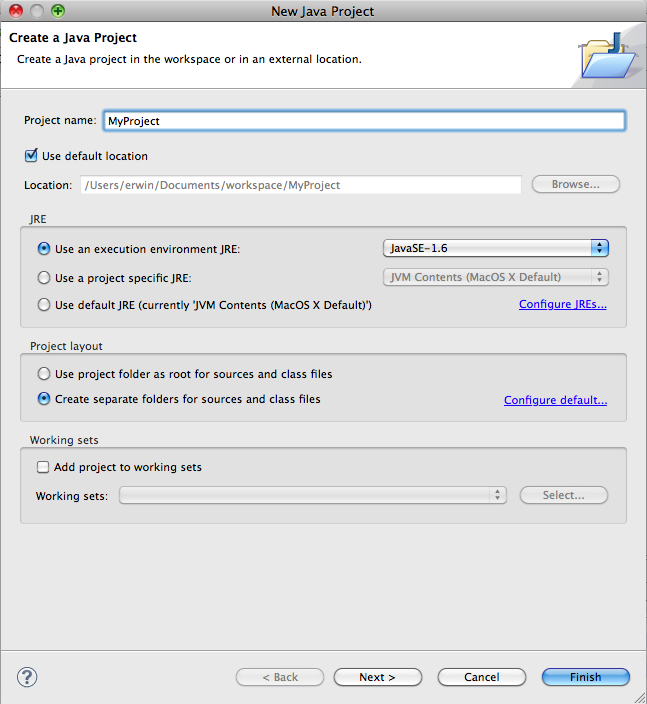 New Java Project
Create a Java Project
Create a Java project in the workspace or in an external location.
Project name: MyProject
Use default location
Location: /Users/erwin/Documents/workspace/MyProject Browse...
JRE
Use an execution environment JRE: JavaSE-1.6
Use a project specific JRE: JVM Contents (MacOS X Default)
Use default JRE (currently 'JVM Contents (MacOS X Default)') Configure JREs...
Project layout
Use project folder as root for sources and class files
Create separate folders for sources and class files Configure default...
Working sets
Add project to working sets
Working sets: Select...
? < Back Next > Cancel Finish